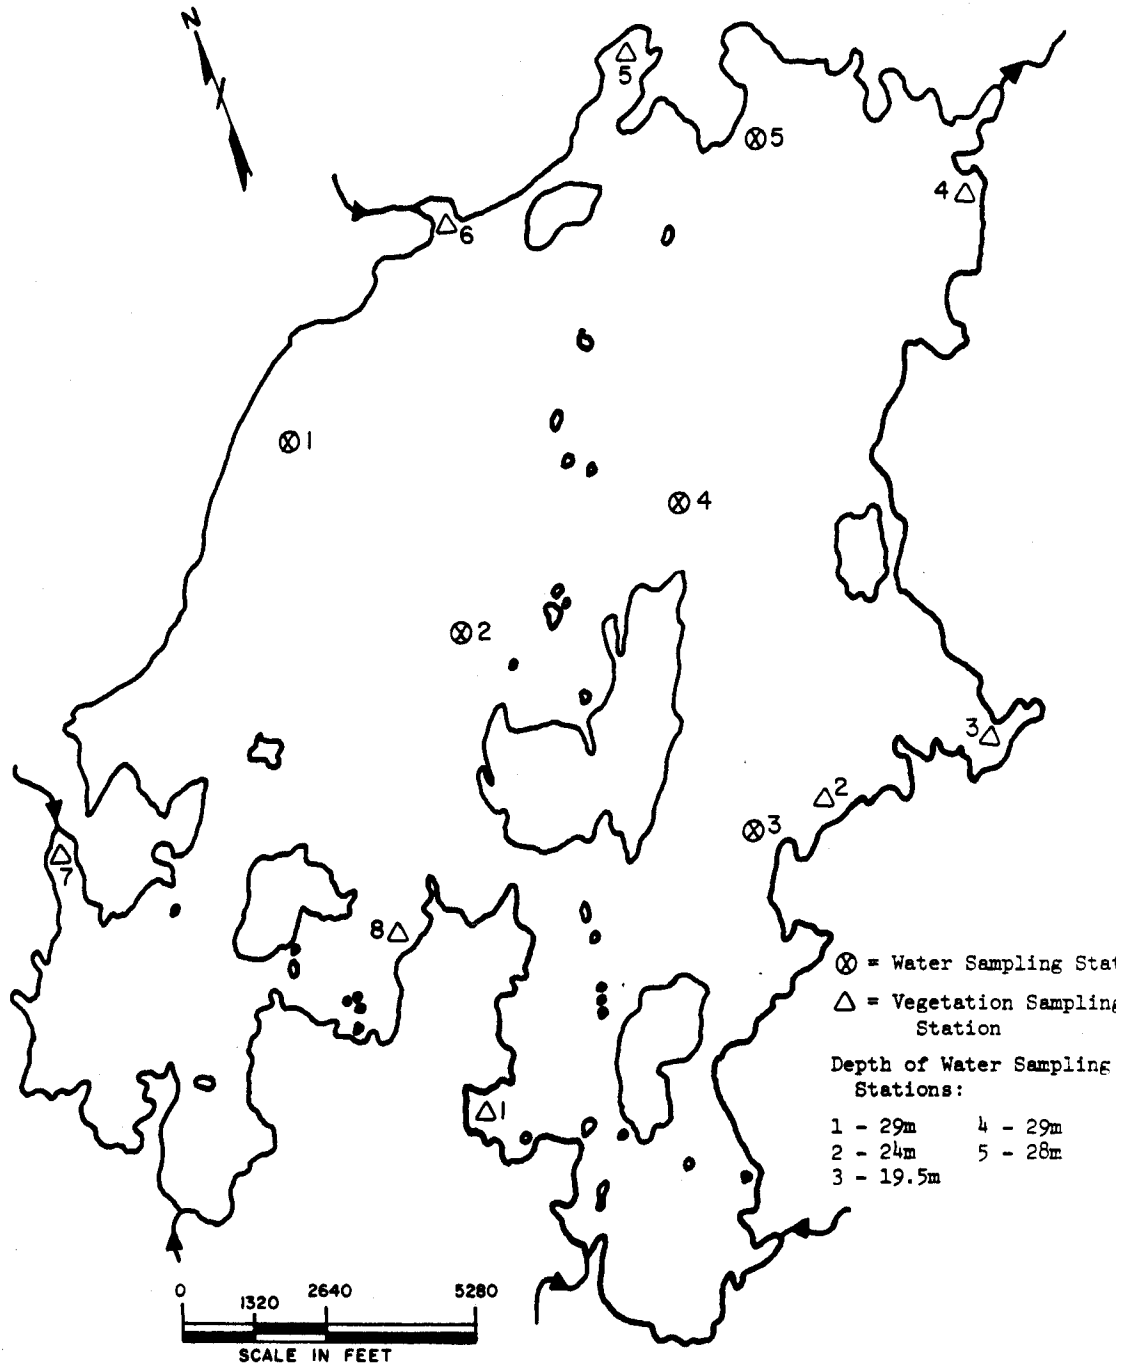 N
5
⊗5
4
6
⊗1
⊗4
⊗2
3
2
⊗3
7
8
⊗ = Water Sampling Stat
△ = Vegetation Sampling
Station
Depth of Water Sampling
Stations:
1
1 - 29m 4 - 29m
2 - 24m 5 - 28m
3 - 19.5m
0 1320 2640 5280
SCALE IN FEET